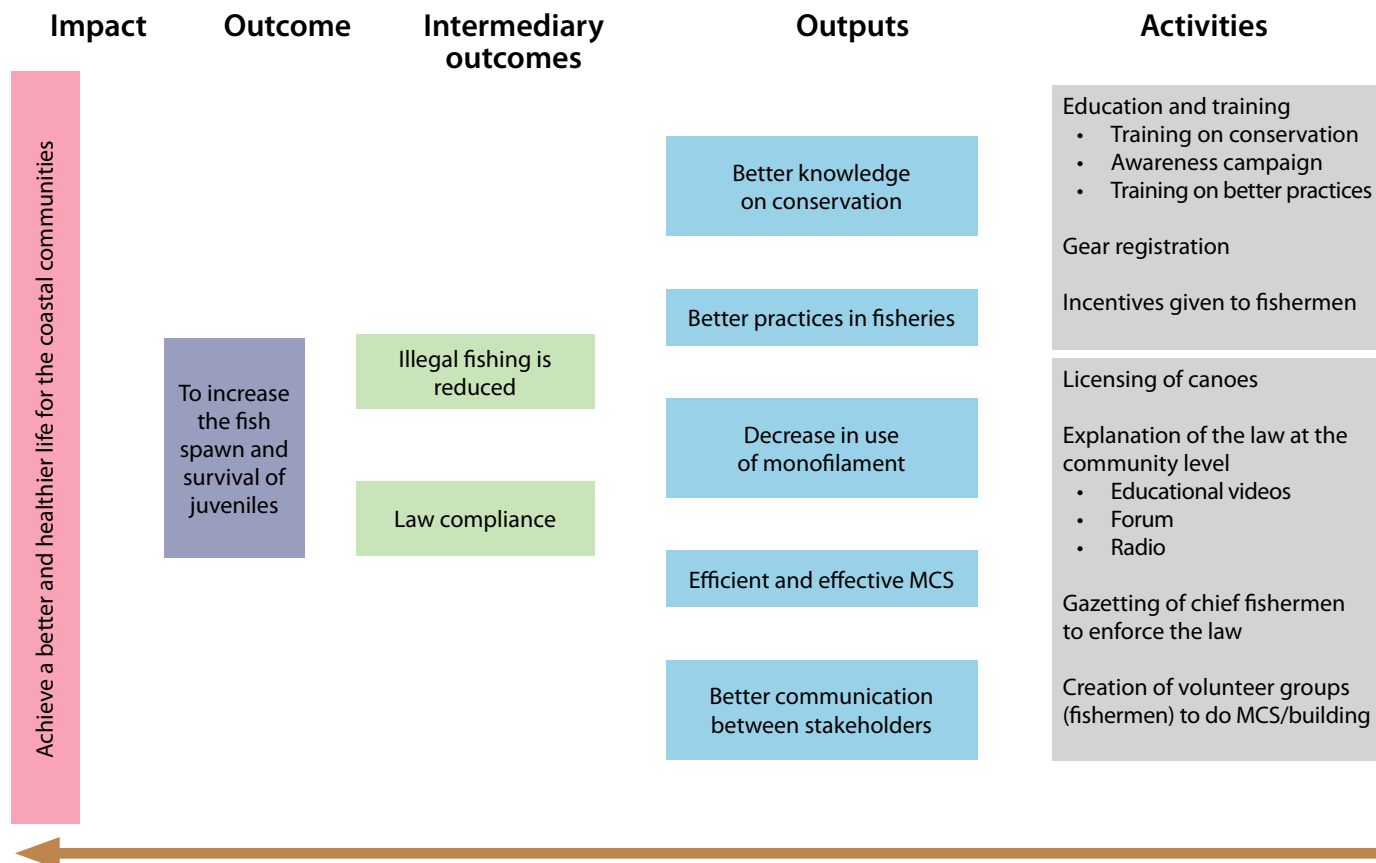 Impact
Outcome
Intermediary
outcomes
Outputs
Activities
Achieve a better and healthier life for the coastal communities
To increase
the fish
spawn and
survival of
juveniles
Illegal fishing is
reduced
Law compliance
Better knowledge
on conservation
Better practices in fisheries
Decrease in use
of monofilament
Efficient and effective MCS
Better communication
between stakeholders
Education and training
• Training on conservation
• Awareness campaign
• Training on better practices
Gear registration
Incentives given to fishermen
Licensing of canoes
Explanation of the law at the
community level
• Educational videos
• Forum
• Radio
Gazetting of chief fishermen
to enforce the law
Creation of volunteer groups
(fishermen) to do MCS/building